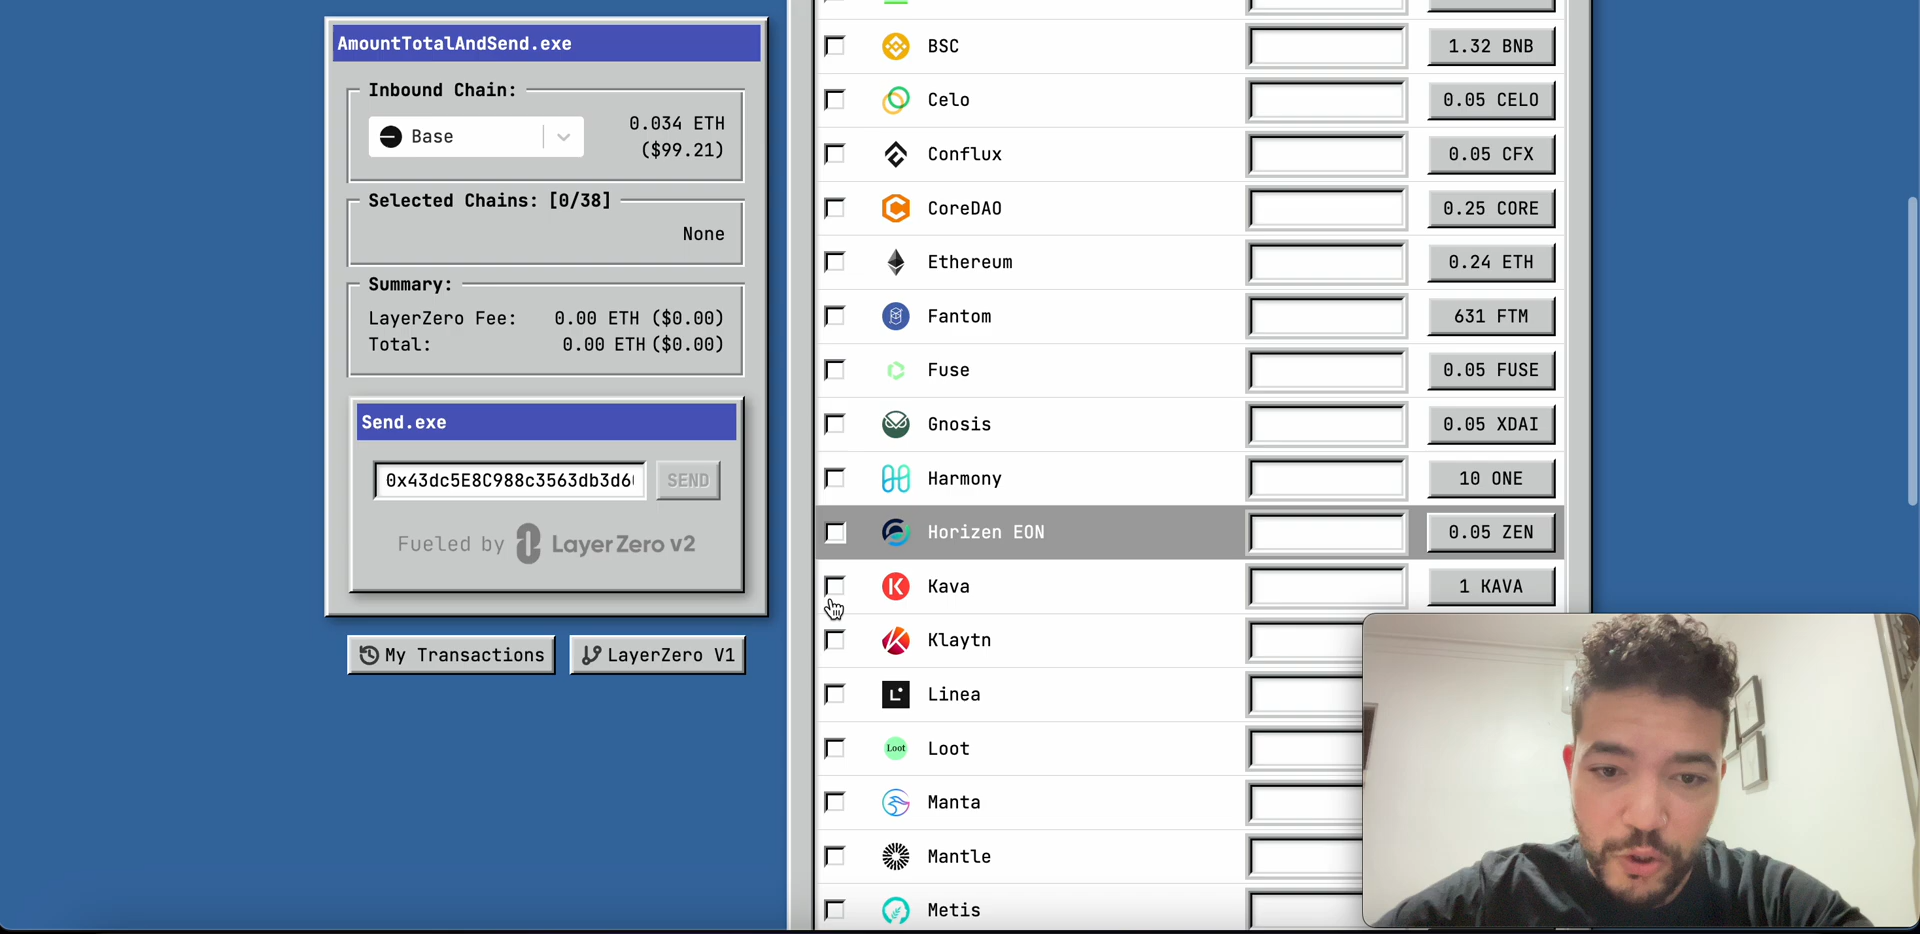 AmountTotalAndSend.exe
Inbound Chain:
Base
0.034 ETH
($99.21)
Selected Chains: [0/38]
None
Summary:
LayerZero Fee: 0.00 ETH ($0.00)
Total: 0.00 ETH ($0.00)
Send.exe
0x43dc5E8C988c3563db3d6
SEND
Fueled by LayerZero v2
My Transactions
LayerZero V1
BSC 1.32 BNB
Celo 0.05 CELO
Conflux 0.05 CFX
CoreDAO 0.25 CORE
Ethereum 0.24 ETH
Fantom 631 FTM
Fuse 0.05 FUSE
Gnosis 0.05 XDAI
Harmony 10 ONE
Horizen EON 0.05 ZEN
Kava 1 KAVA
Klaytn
Linea
Loot Loot
Manta
Mantle
Metis